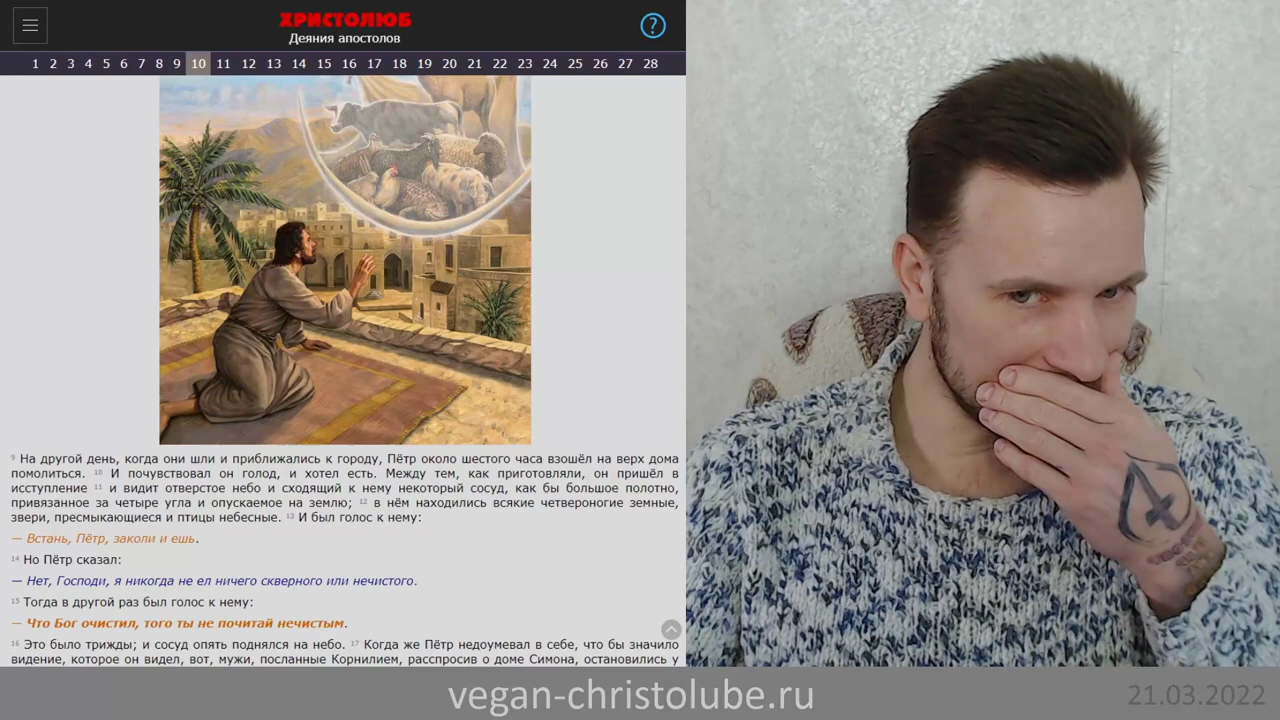 ХРИСТОЛЮБ
Деяния апостолов
?
1 2 3 4 5 6 7 8 9 10 11 12 13 14 15 16 17 18 19 20 21 22 23 24 25 26 27 28
9 На другой день, когда они шли и приближались к городу, Пётр около шестого часа взошёл на верх дома
помолиться. 10 И почувствовал он голод, и хотел есть. Между тем, как приготовляли, он пришёл в
исступление 11 и видит отверстое небо и сходящий к нему некоторый сосуд, как бы большое полотно,
привязанное за четыре угла и опускаемое на землю; 12 в нём находились всякие четвероногие земные,
звери, пресмыкающиеся и птицы небесные. 13 И был голос к нему:
— Встань, Пётр, заколи и ешь.
14 Но Пётр сказал:
— Нет, Господи, я никогда не ел ничего скверного или нечистого.
15 Тогда в другой раз был голос к нему:
— Что Бог очистил, того ты не почитай нечистым.
16 Это было трижды; и сосуд опять поднялся на небо. 17 Когда же Пётр недоумевал в себе, что бы значило
видение, которое он видел, вот, мужи, посланные Корнилием, расспросив о доме Симона, остановились у
vegan-christolube.ru
21.03.2022